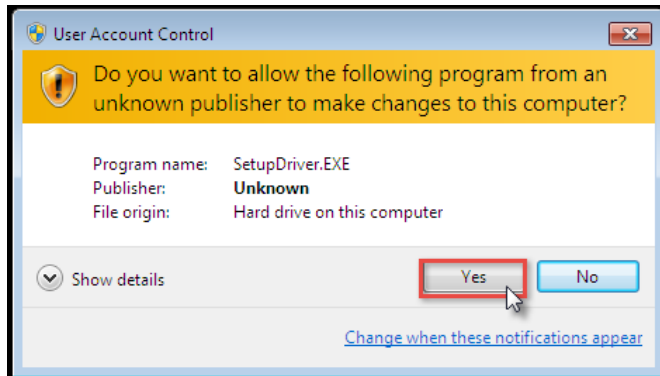 User Account Control
Do you want to allow the following program from an
unknown publisher to make changes to this computer?
Program name: SetupDriver.EXE
Publisher: Unknown
File origin: Hard drive on this computer
Show details
Yes
No
Change when these notifications appear